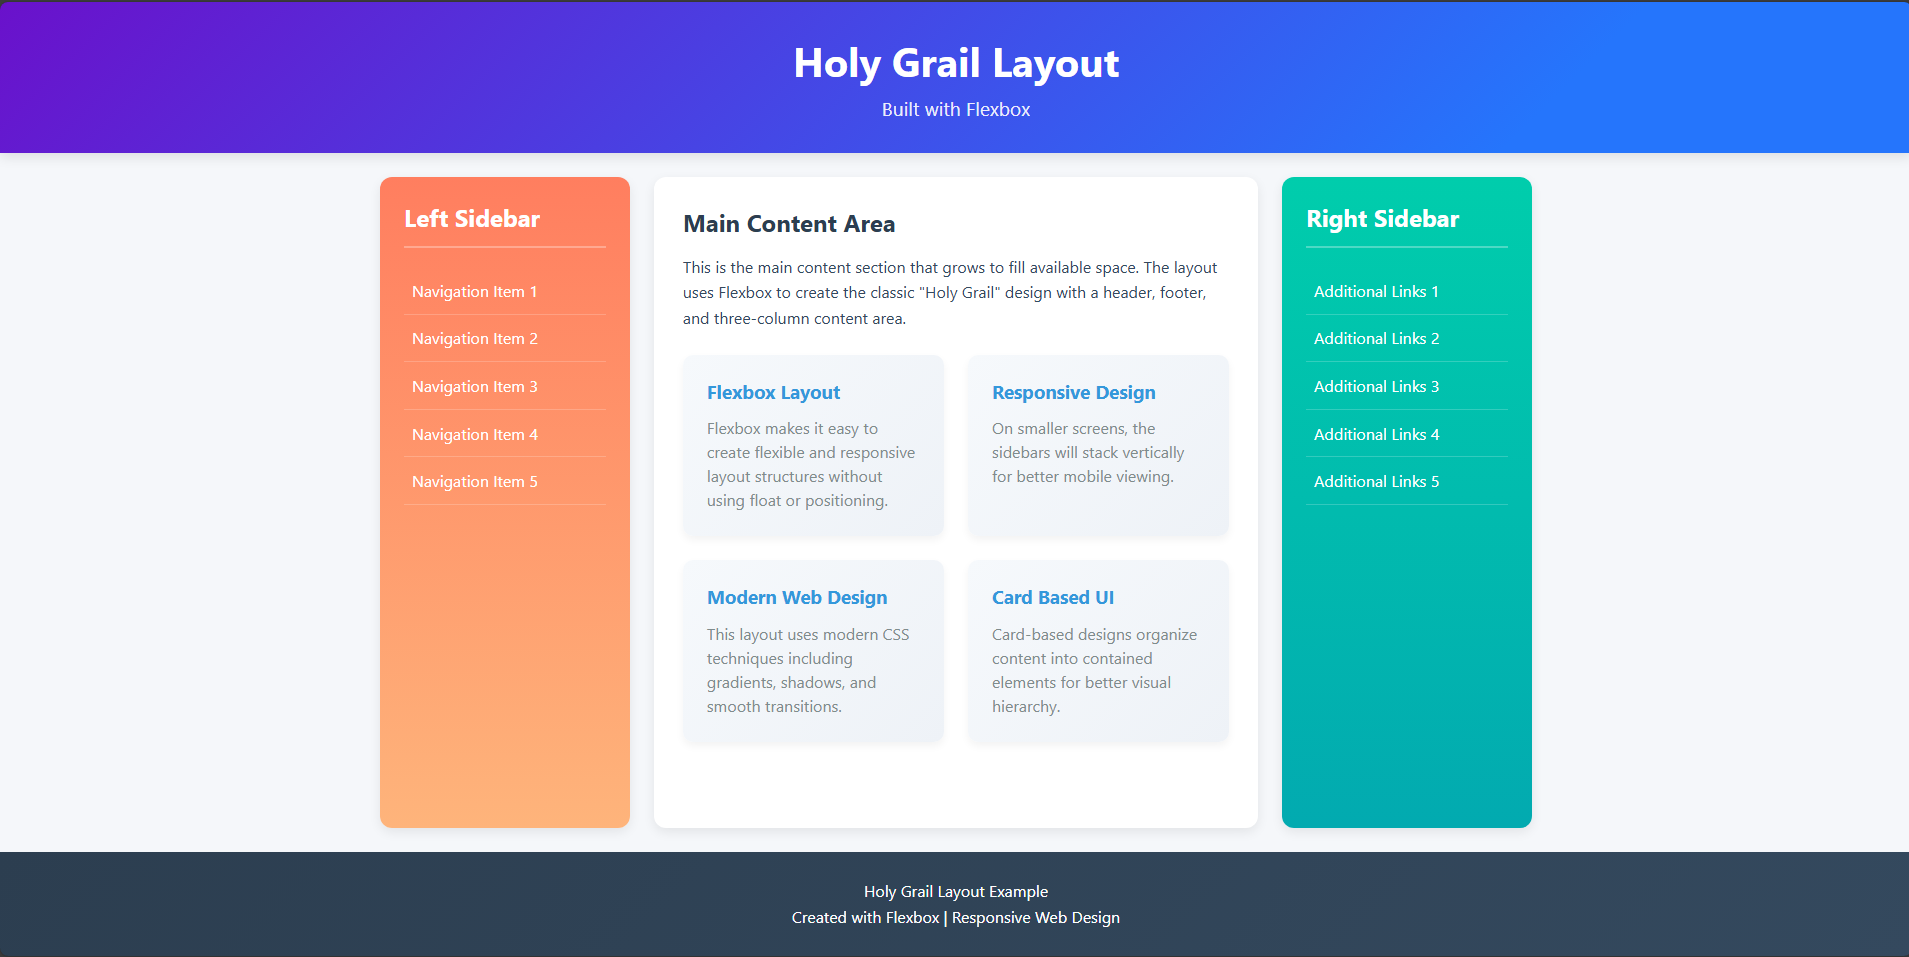 Holy Grail Layout
Built with Flexbox
Left Sidebar
Navigation Item 1
Navigation Item 2
Navigation Item 3
Navigation Item 4
Navigation Item 5
Main Content Area
This is the main content section that grows to fill available space. The layout
uses Flexbox to create the classic "Holy Grail" design with a header, footer,
and three-column content area.
Flexbox Layout
Flexbox makes it easy to
create flexible and responsive
layout structures without
using float or positioning.
Responsive Design
On smaller screens, the
sidebars will stack vertically
for better mobile viewing.
Modern Web Design
This layout uses modern CSS
techniques including
gradients, shadows, and
smooth transitions.
Card Based UI
Card-based designs organize
content into contained
elements for better visual
hierarchy.
Right Sidebar
Additional Links 1
Additional Links 2
Additional Links 3
Additional Links 4
Additional Links 5
Holy Grail Layout Example
Created with Flexbox | Responsive Web Design